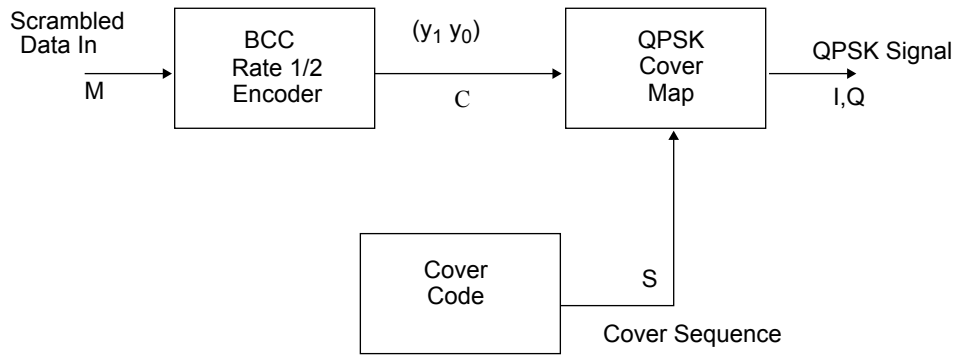 Scrambled
Data In
M
BCC
Rate 1/2
Encoder
(y1 y0)
C
QPSK
Cover
Map
QPSK Signal
I,Q
Cover
Code
S
Cover Sequence